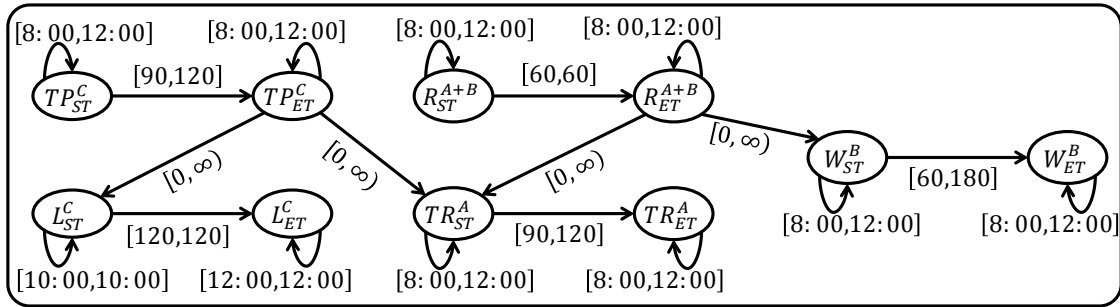 [8:00,12:00] [8:00,12:00] [8:00,12:00] [8:00,12:00]
[90,120] [60,60]
TP^C_ST TP^C_ET R^{A+B}_ST R^{A+B}_ET
[0,∞) [0,∞) [0,∞) [0,∞)
W^B_ST W^B_ET
[60,180]
L^C_ST L^C_ET TR^A_ST TR^A_ET
[120,120] [90,120]
[8:00,12:00] [8:00,12:00]
[10:00,10:00] [12:00,12:00] [8:00,12:00] [8:00,12:00]